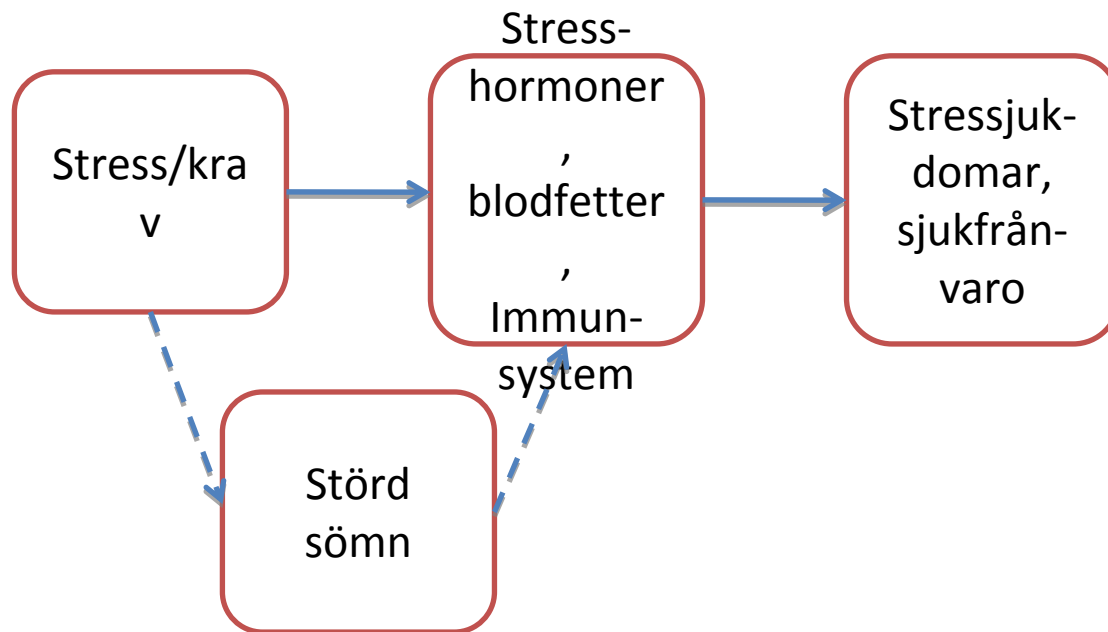 Stress/kra
v
Stress-
hormoner
,
blodfetter
,
Immun-
system
Stressjuk-
domar,
sjukfrån-
varo
Störd
sömn